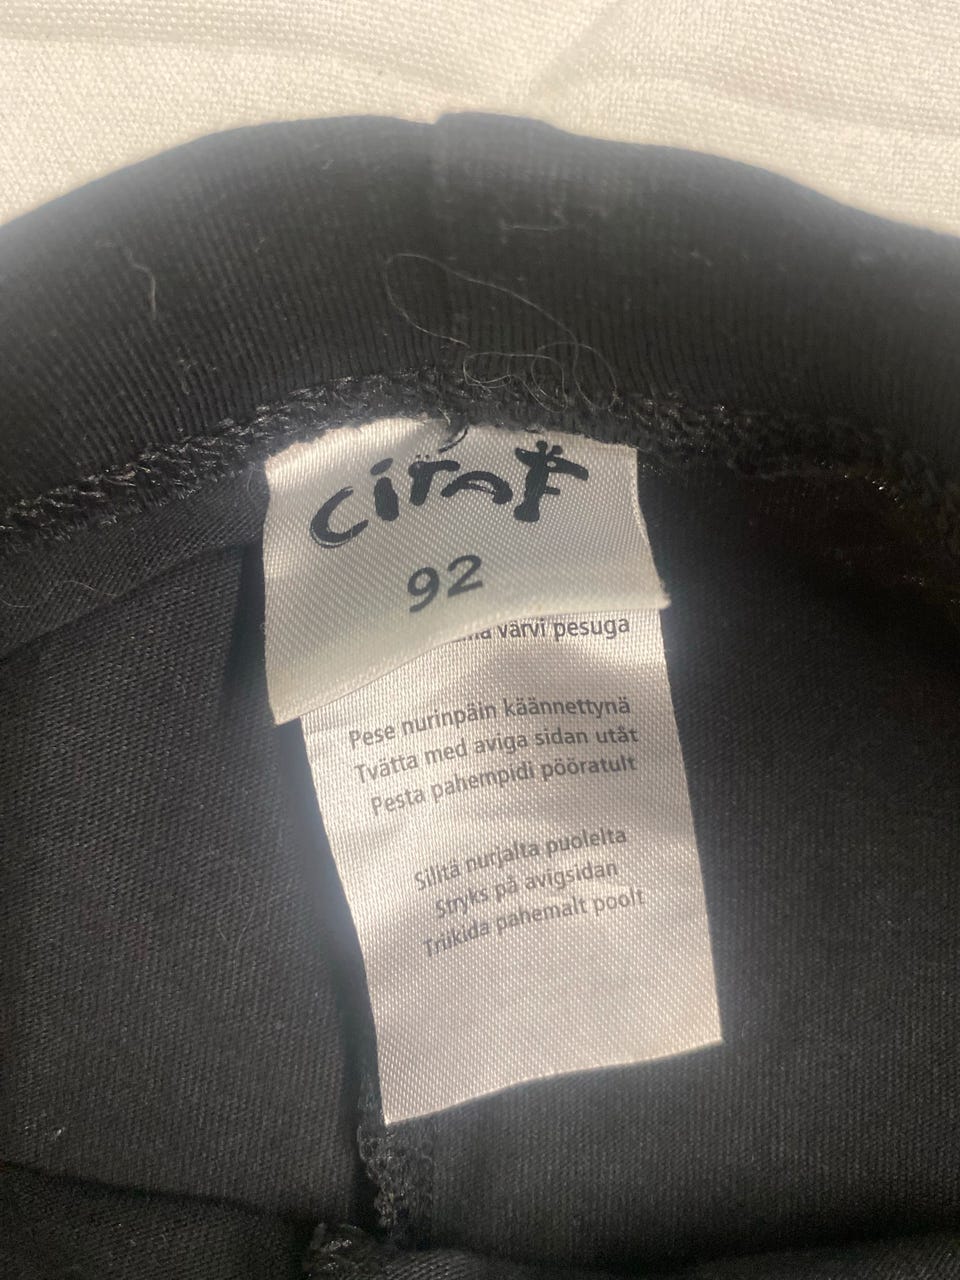 ciraf
92
värvi pesuga
Pese nurinpäin käännettynä
Tvätta med aviga sidan utåt
Pesta pahempidi pööratult
Silitä nurjalta puolelta
Stryks på avigsidan
Triikida pahemalt poolt